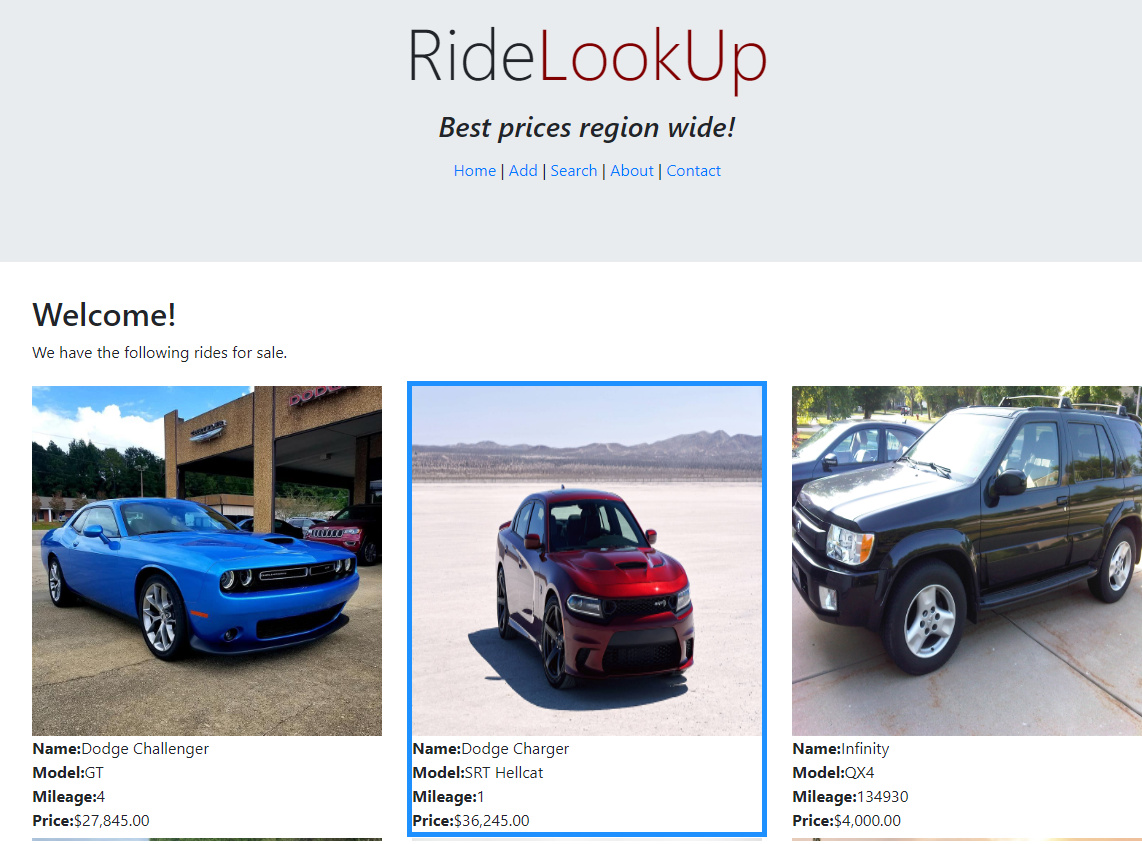 RideLookUp
Best prices region wide!
Home | Add | Search | About | Contact
Welcome!
We have the following rides for sale.
Name:Dodge Challenger
Model:GT
Mileage:4
Price:$27,845.00
Name:Dodge Charger
Model:SRT Hellcat
Mileage:1
Price:$36,245.00
Name:Infinity
Model:QX4
Mileage:134930
Price:$4,000.00